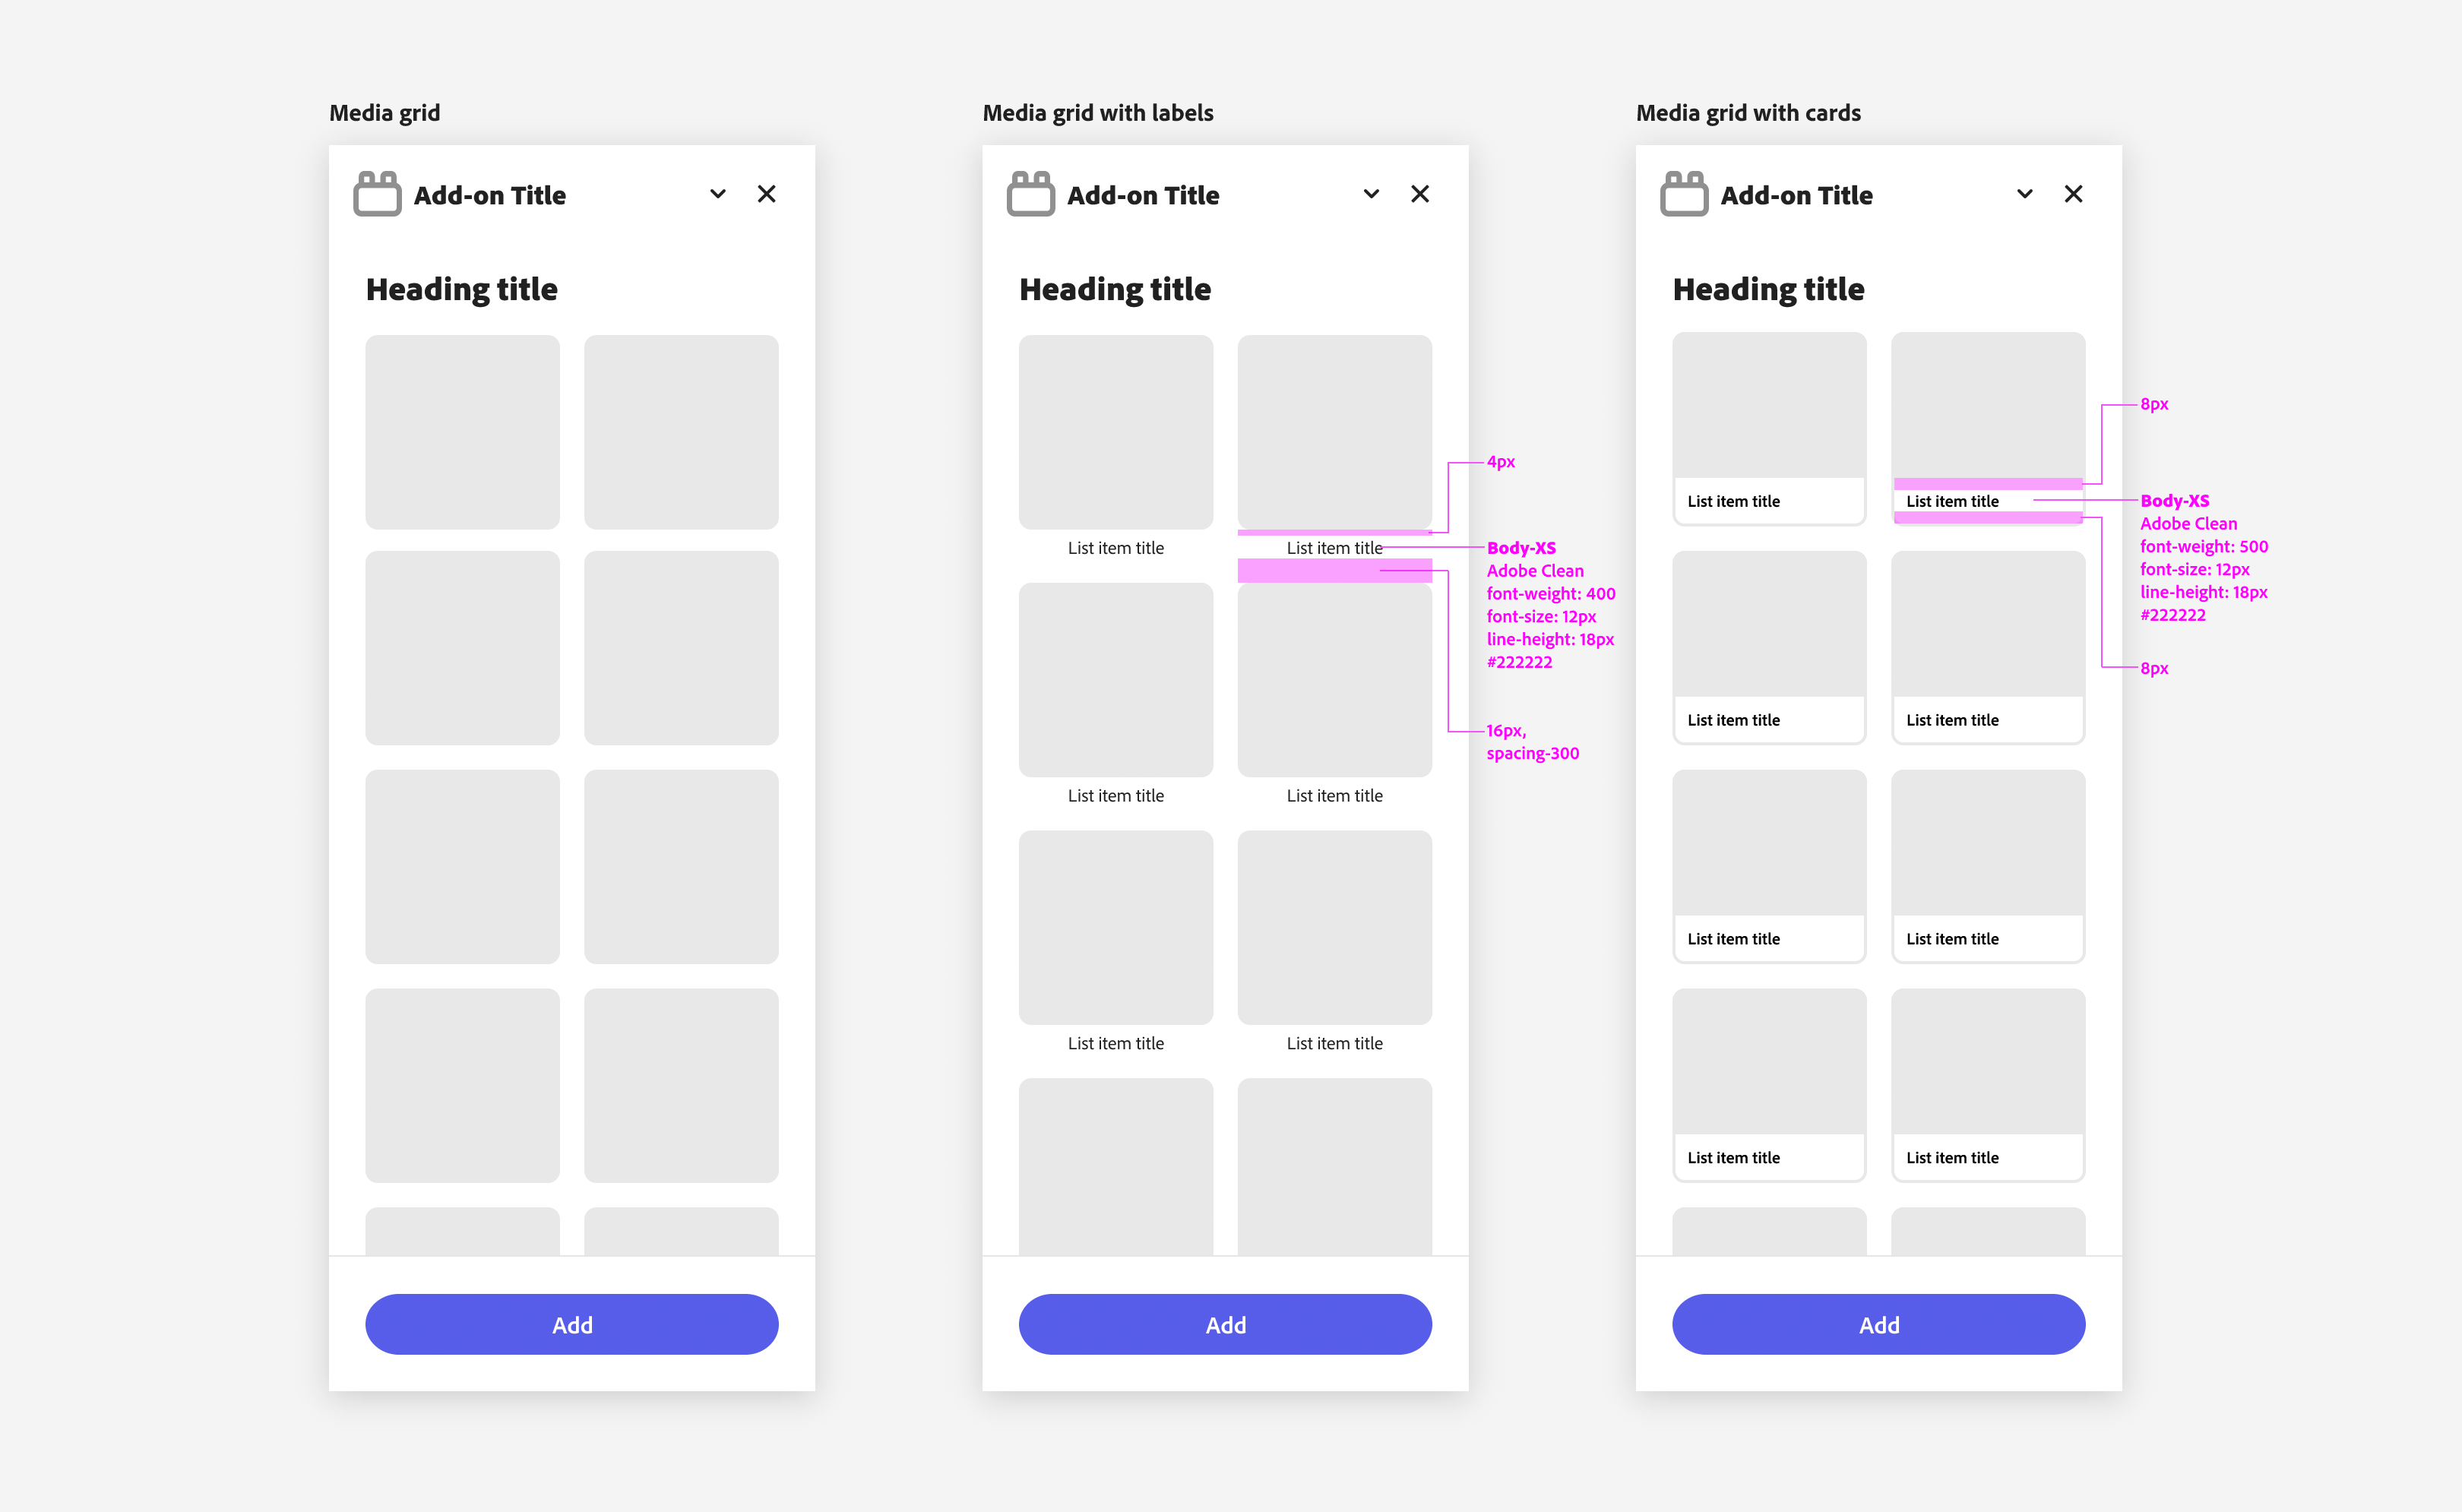 Media grid
Add-on Title
Heading title
Add
Media grid with labels
Add-on Title
Heading title
List item title
List item title
List item title
List item title
List item title
List item title
Add
4px
Body-XS
Adobe Clean
font-weight: 400
font-size: 12px
line-height: 18px
#222222
16px,
spacing-300
Media grid with cards
Add-on Title
Heading title
List item title
List item title
List item title
List item title
List item title
List item title
List item title
List item title
Add
8px
Body-XS
Adobe Clean
font-weight: 500
font-size: 12px
line-height: 18px
#222222
8px